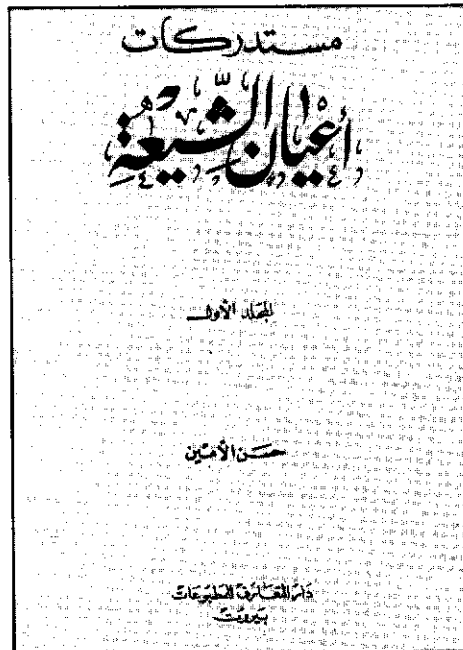 مستدركات
أعيان الشيعة
المجلد الأول
حسن الأمين
دار التعارف للمطبوعات
بيروت